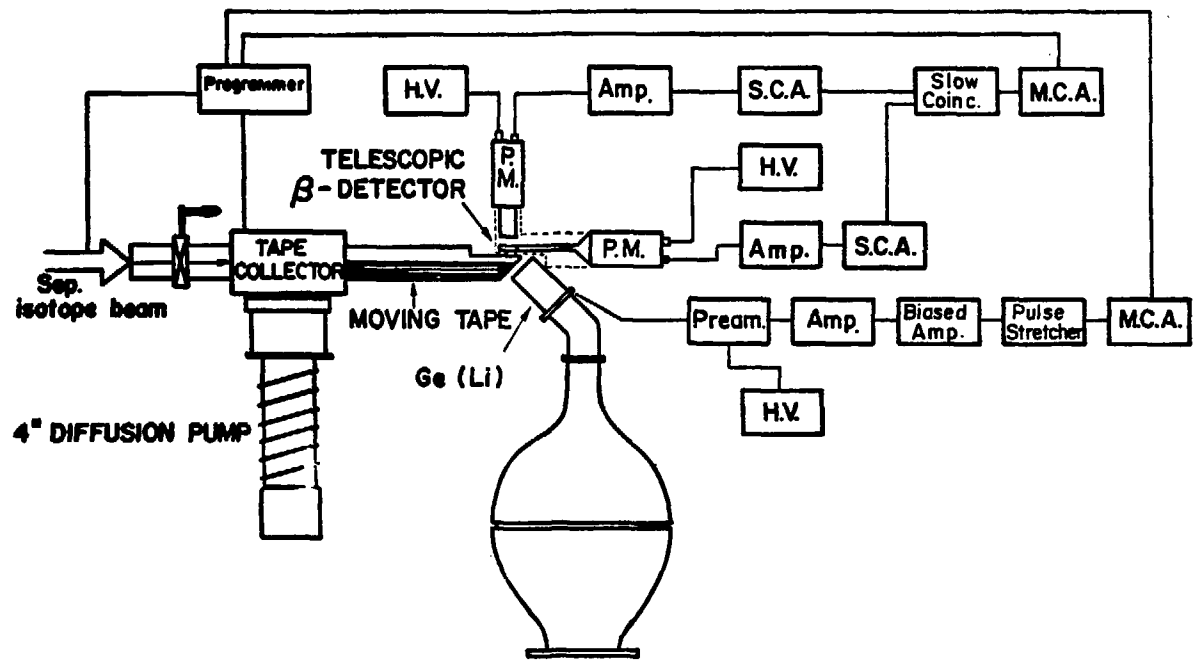 Programmer
H.V.
Amp.
S.C.A.
Slow
Coinc.
M.C.A.
P.
M.
TELESCOPIC
β-DETECTOR
H.V.
P.M.
Amp.
S.C.A.
TAPE
COLLECTOR
Sep.
isotope beam
MOVING TAPE
Pream.
Amp.
Biased
Amp.
Pulse
Stretcher
M.C.A.
Ge (Li)
H.V.
4" DIFFUSION PUMP